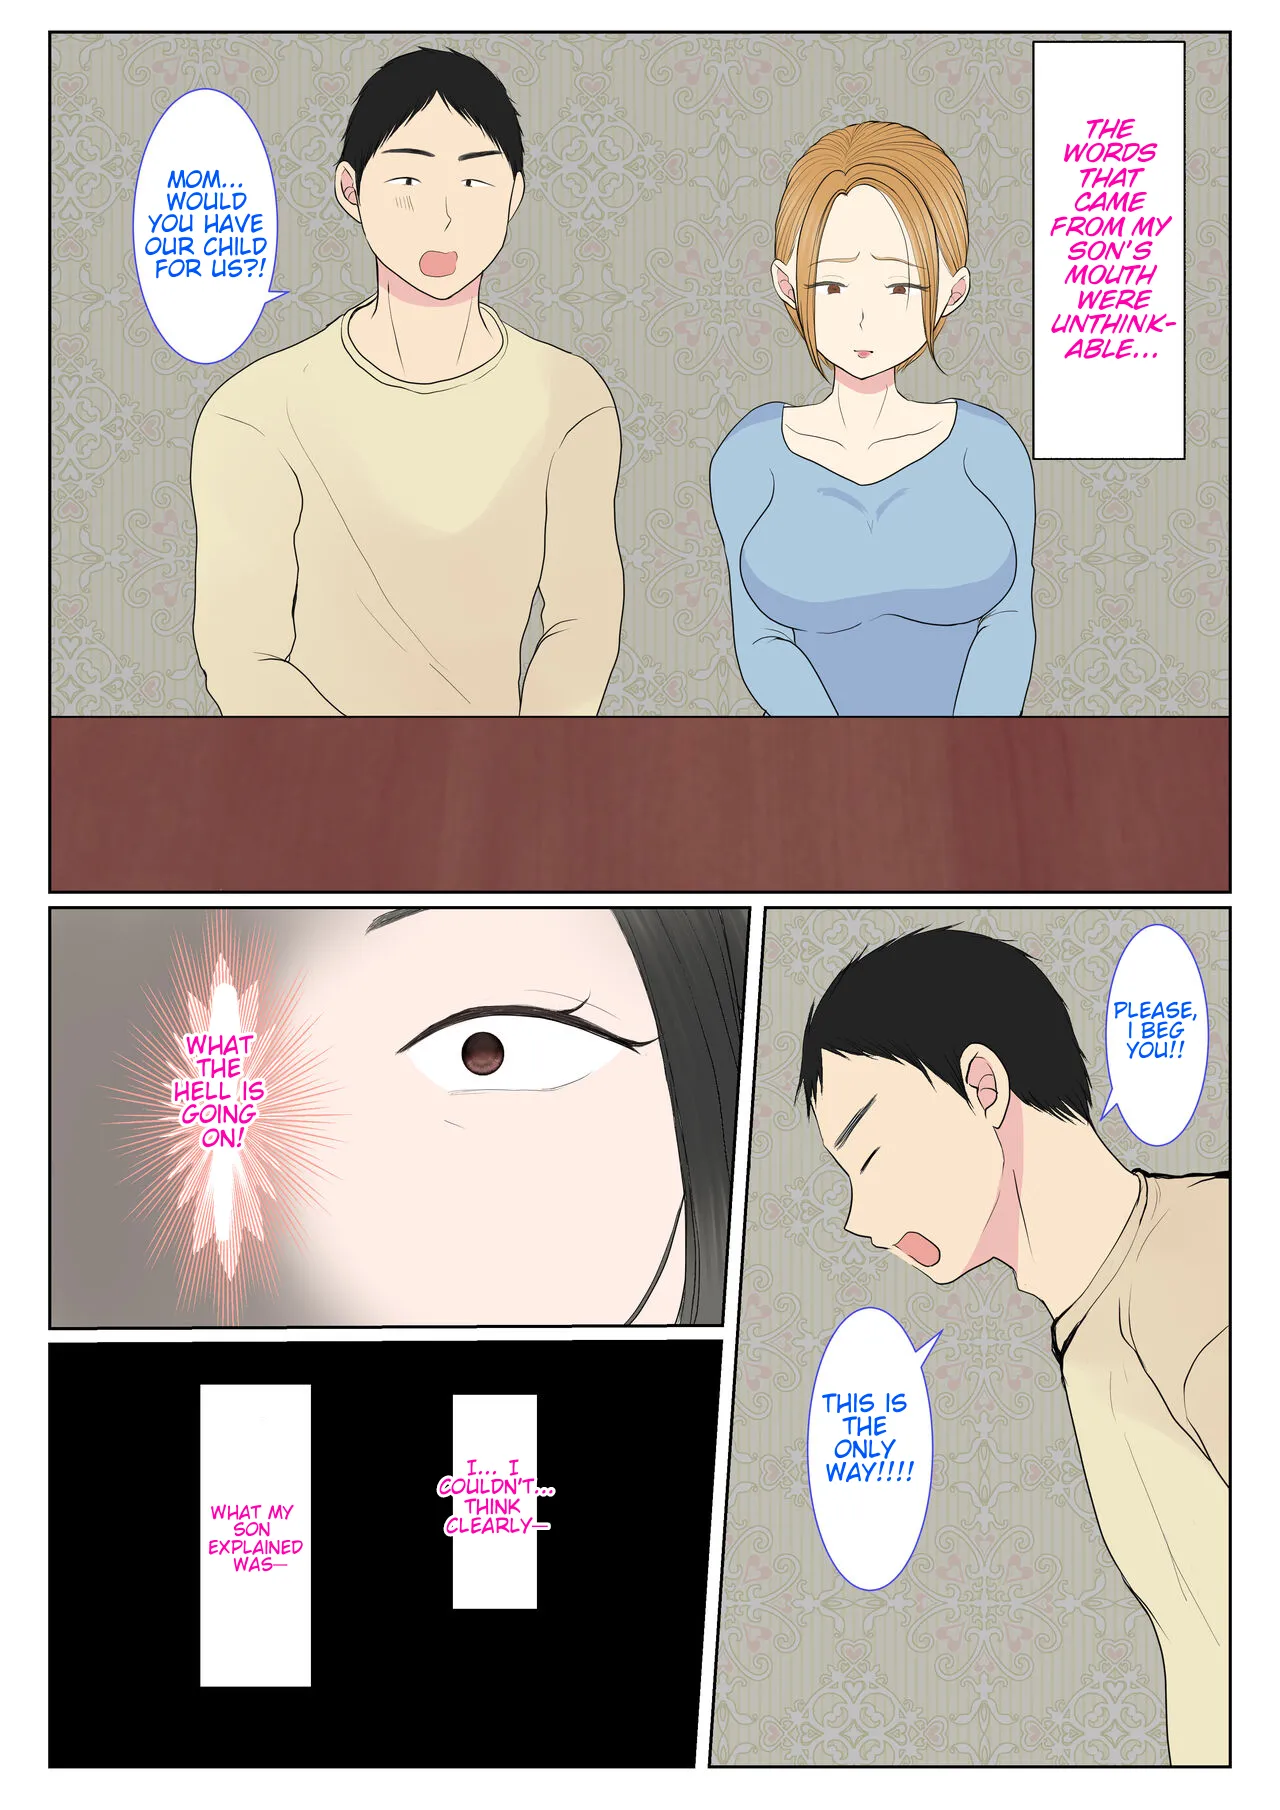 THE
WORDS
THAT
CAME
FROM MY
SON'S
MOUTH
WERE
UNTHINK-
ABLE...
MOM...
WOULD
YOU HAVE
OUR CHILD
FOR US?!
PLEASE,
I BEG
YOU!!
THIS IS
THE
ONLY
WAY!!!!
WHAT
THE
HELL IS
GOING
ON!
I... I
COULDN'T...
THINK
CLEARLY—
WHAT MY
SON
EXPLAINED
WAS—